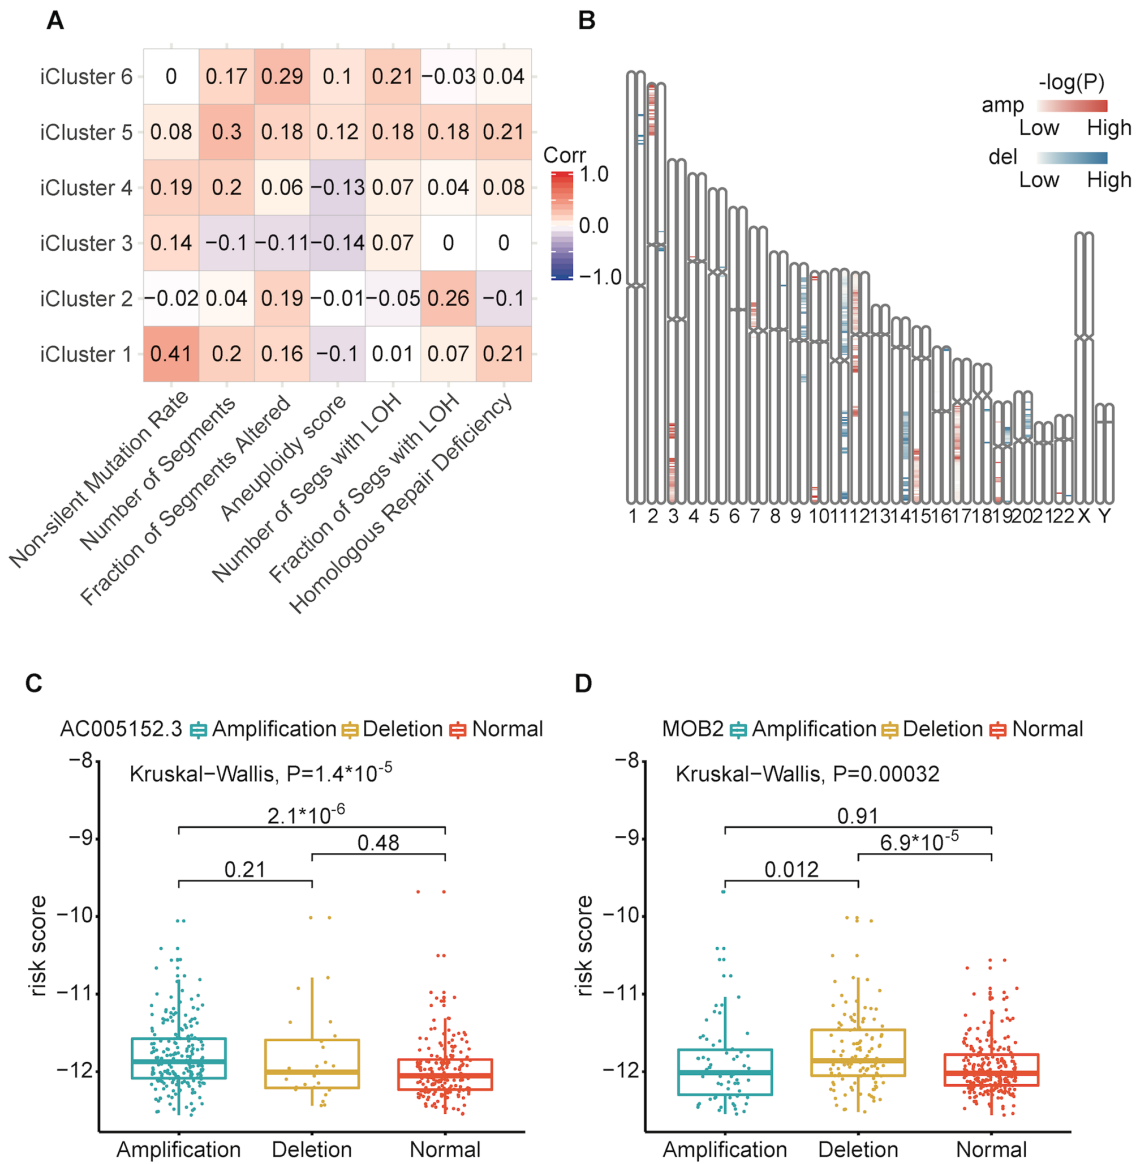 A
iCluster 6 0 0.17 0.29 0.1 0.21 −0.03 0.04
iCluster 5 0.08 0.3 0.18 0.12 0.18 0.18 0.21
iCluster 4 0.19 0.2 0.06 −0.13 0.07 0.04 0.08
iCluster 3 0.14 −0.1 −0.11 −0.14 0.07 0 0
iCluster 2 −0.02 0.04 0.19 −0.01 −0.05 0.26 −0.1
iCluster 1 0.41 0.2 0.16 −0.1 0.01 0.07 0.21
Non-silent Mutation Rate
Number of Segments
Fraction of Segments Altered
Aneuploidy score
Number of Segs with LOH
Fraction of Segs with LOH
Homologous Repair Deficiency
Corr
1.0
0.0
−1.0
B
-log(P)
amp
Low High
del
Low High
1 2 3 4 5 6 7 8 9 10 11 12 13 14 15 16 17 18 19 20 21 22 X Y
C
AC005152.3 Amplification Deletion Normal
Kruskal−Wallis, P=1.4*10-5
2.1*10-6
0.48
0.21
risk score
−8
−9
−10
−11
−12
Amplification Deletion Normal
D
MOB2 Amplification Deletion Normal
Kruskal−Wallis, P=0.00032
0.91
6.9*10-5
0.012
risk score
−8
−9
−10
−11
−12
Amplification Deletion Normal